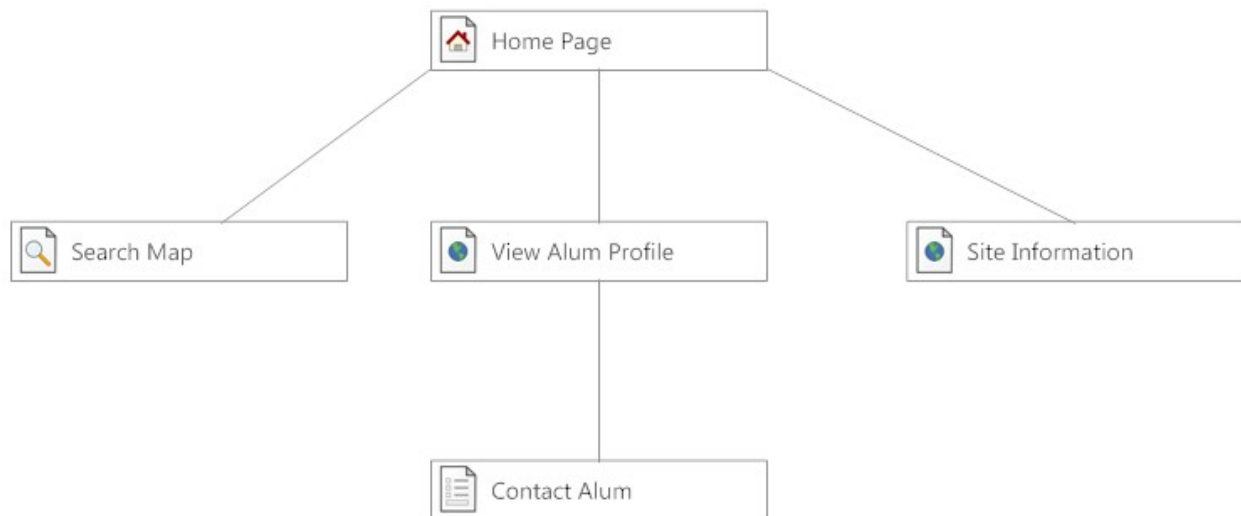 Home Page
Search Map
View Alum Profile
Site Information
Contact Alum